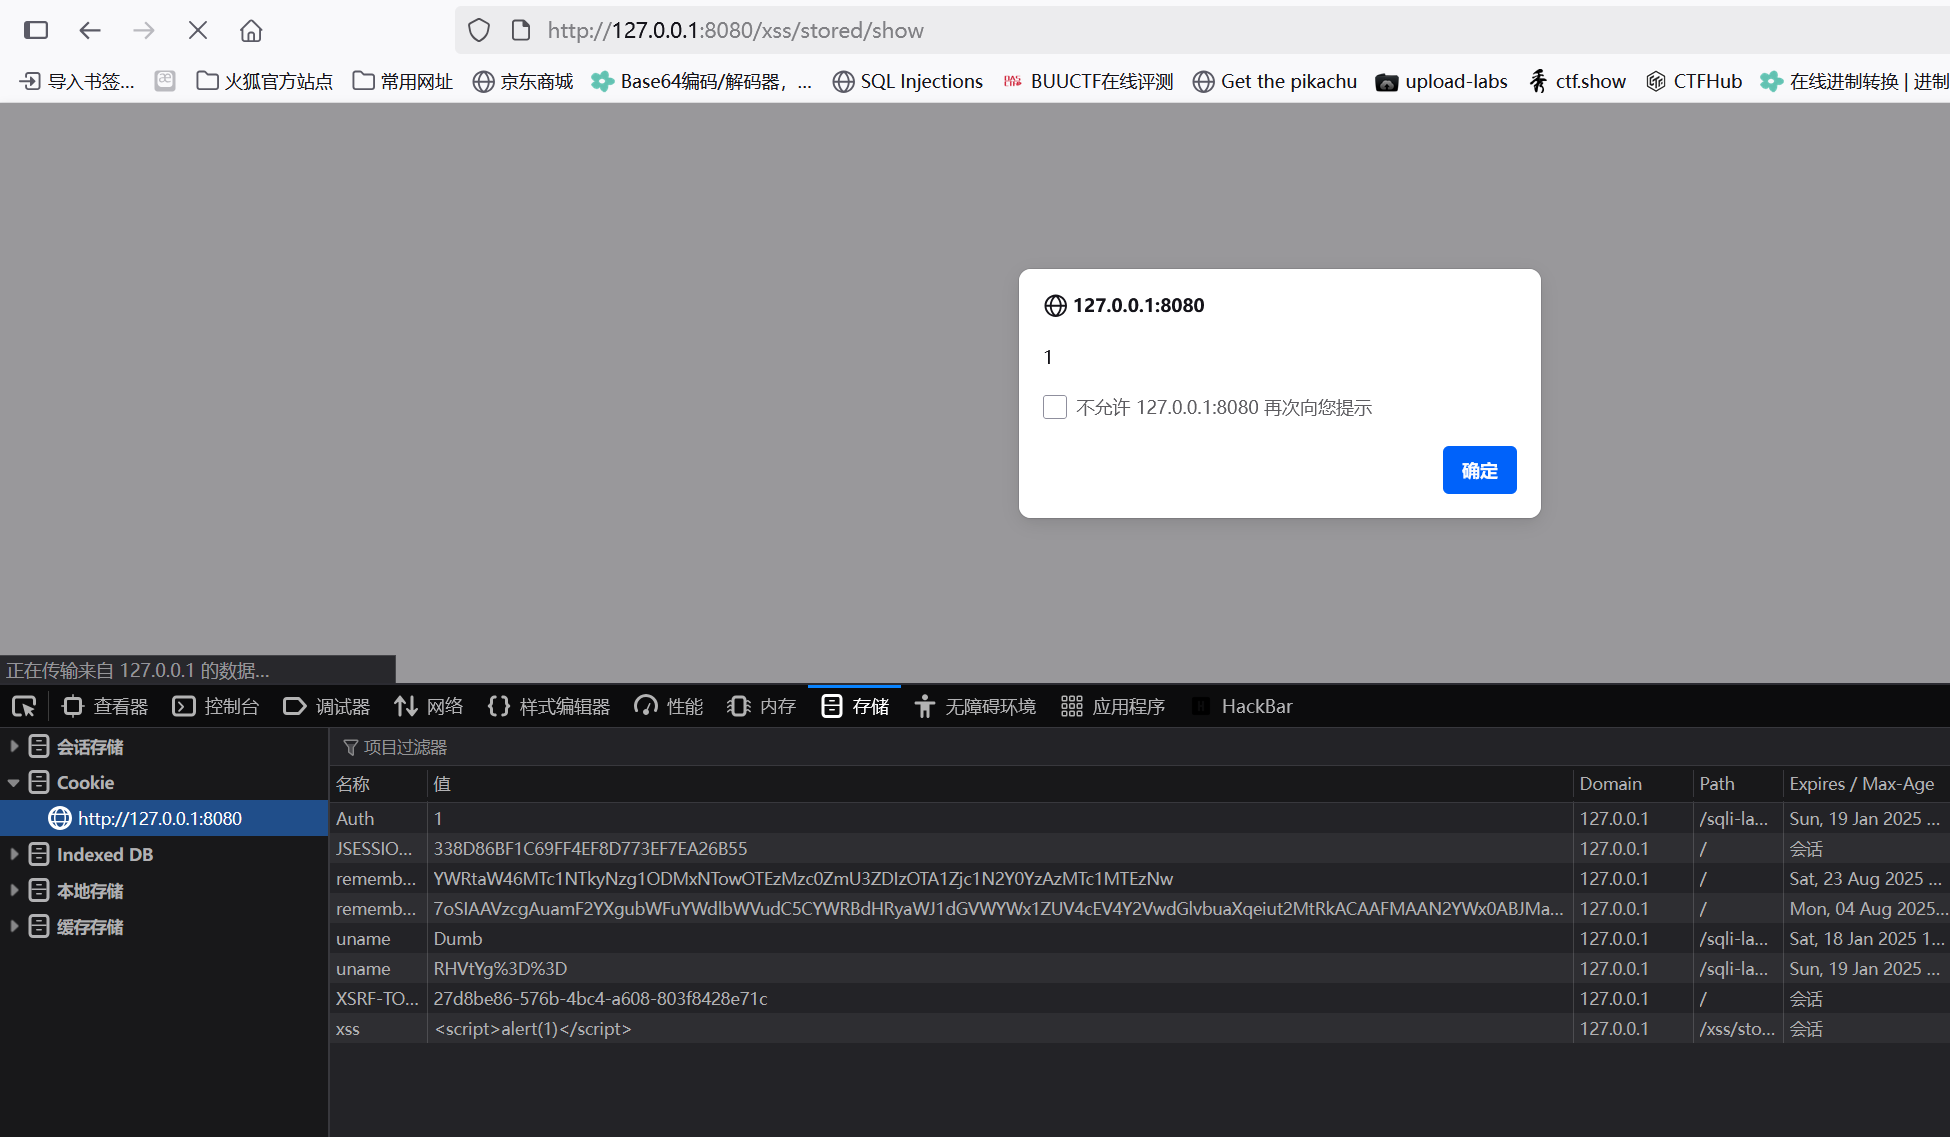 http://127.0.0.1:8080/xss/stored/show
导入书签... 火狐官方站点 常用网址 京东商城 Base64编码/解码器, ... SQL Injections BUUCTF在线评测 Get the pikachu upload-labs ctf.show CTFHub 在线进制转换 | 进制
127.0.0.1:8080
1
不允许 127.0.0.1:8080 再次向您提示
确定
正在传输来自 127.0.0.1 的数据...
查看器 控制台 调试器 网络 样式编辑器 性能 内存 存储 无障碍环境 应用程序 HackBar
会话存储
Cookie
http://127.0.0.1:8080
Indexed DB
本地存储
缓存存储
项目过滤器
名称 值 Domain Path Expires / Max-Age
Auth 1 127.0.0.1 /sqli-la... Sun, 19 Jan 2025 ...
JSESSIO... 338D86BF1C69FF4EF8D773EF7EA26B55 127.0.0.1 / 会话
rememb... YWRtaW46MTc1NTkyNzg1ODMxNTowOTEzMzc0ZmU3ZDIzOTA1Zjc1N2Y0YzAzMTc1MTEzNw 127.0.0.1 / Sat, 23 Aug 2025 ...
rememb... 7oSIAAVzcgAuamF2YXgubWFuYWdlbWVudC5CYWRBdHRyaWJ1dGVWYWx1ZUV4cEV4Y2VwdGlvbuaXqeiut2MtRkACAAFMAAN2YWx0ABJMa... 127.0.0.1 / Mon, 04 Aug 2025...
uname Dumb 127.0.0.1 /sqli-la... Sat, 18 Jan 2025 1...
uname RHVtYg%3D%3D 127.0.0.1 /sqli-la... Sun, 19 Jan 2025 ...
XSRF-TO... 27d8be86-576b-4bc4-a608-803f8428e71c 127.0.0.1 / 会话
xss <script>alert(1)</script> 127.0.0.1 /xss/sto... 会话